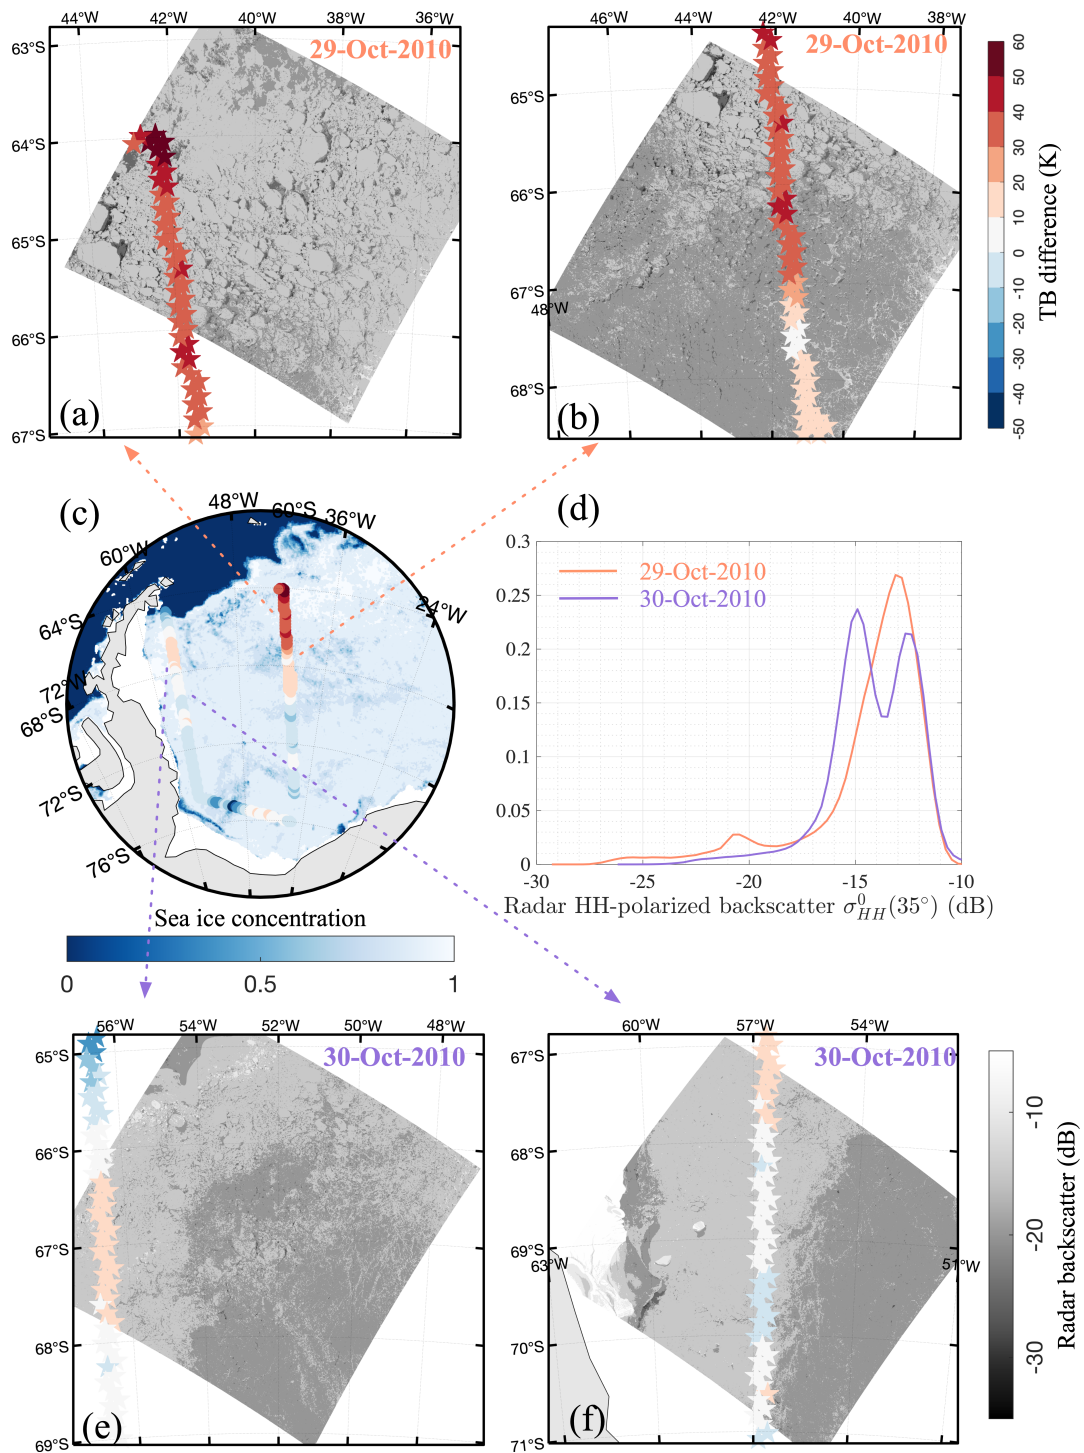 44°W 42°W 40°W 38°W 36°W
29-Oct-2010
63°S
64°S
65°S
66°S
67°S
(a)
46°W 44°W 42°W 40°W 38°W
29-Oct-2010
65°S
66°S
67°S
48°W
68°S
(b)
60
50
40
30
20
10
0
-10
-20
-30
-40
-50
TB difference (K)
(c)
48°W 60°S 36°W
60°W
24°W
64°S
72°W
68°S
72°S
76°S
Sea ice concentration
0 0.5 1
(d)
0.3
0.25
0.2
0.15
0.1
0.05
0
29-Oct-2010
30-Oct-2010
-30 -25 -20 -15 -10
Radar HH-polarized backscatter σ⁰HH(35°) (dB)
56°W 54°W 52°W 50°W 48°W
30-Oct-2010
65°S
66°S
67°S
68°S
69°S
(e)
60°W 57°W 54°W
30-Oct-2010
67°S
68°S
69°S
63°W 51°W
70°S
71°S
(f)
-10
-20
-30
Radar backscatter (dB)